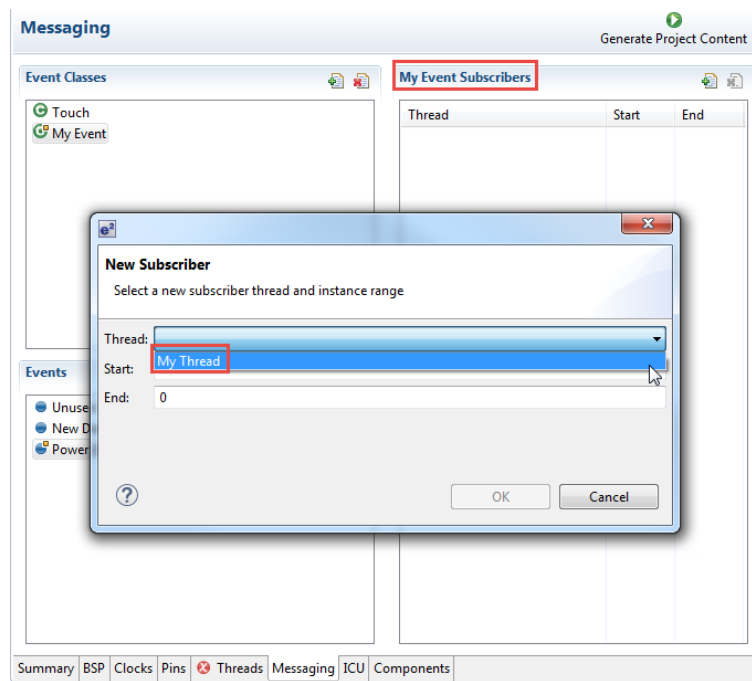 Messaging
Generate Project Content
Event Classes
My Event Subscribers
Touch
My Event
Thread Start End
e²
New Subscriber
Select a new subscriber thread and instance range
Thread:
My Thread
Start:
End: 0
Events
Unuse
New D
Power
?
OK Cancel
Summary BSP Clocks Pins Threads Messaging ICU Components